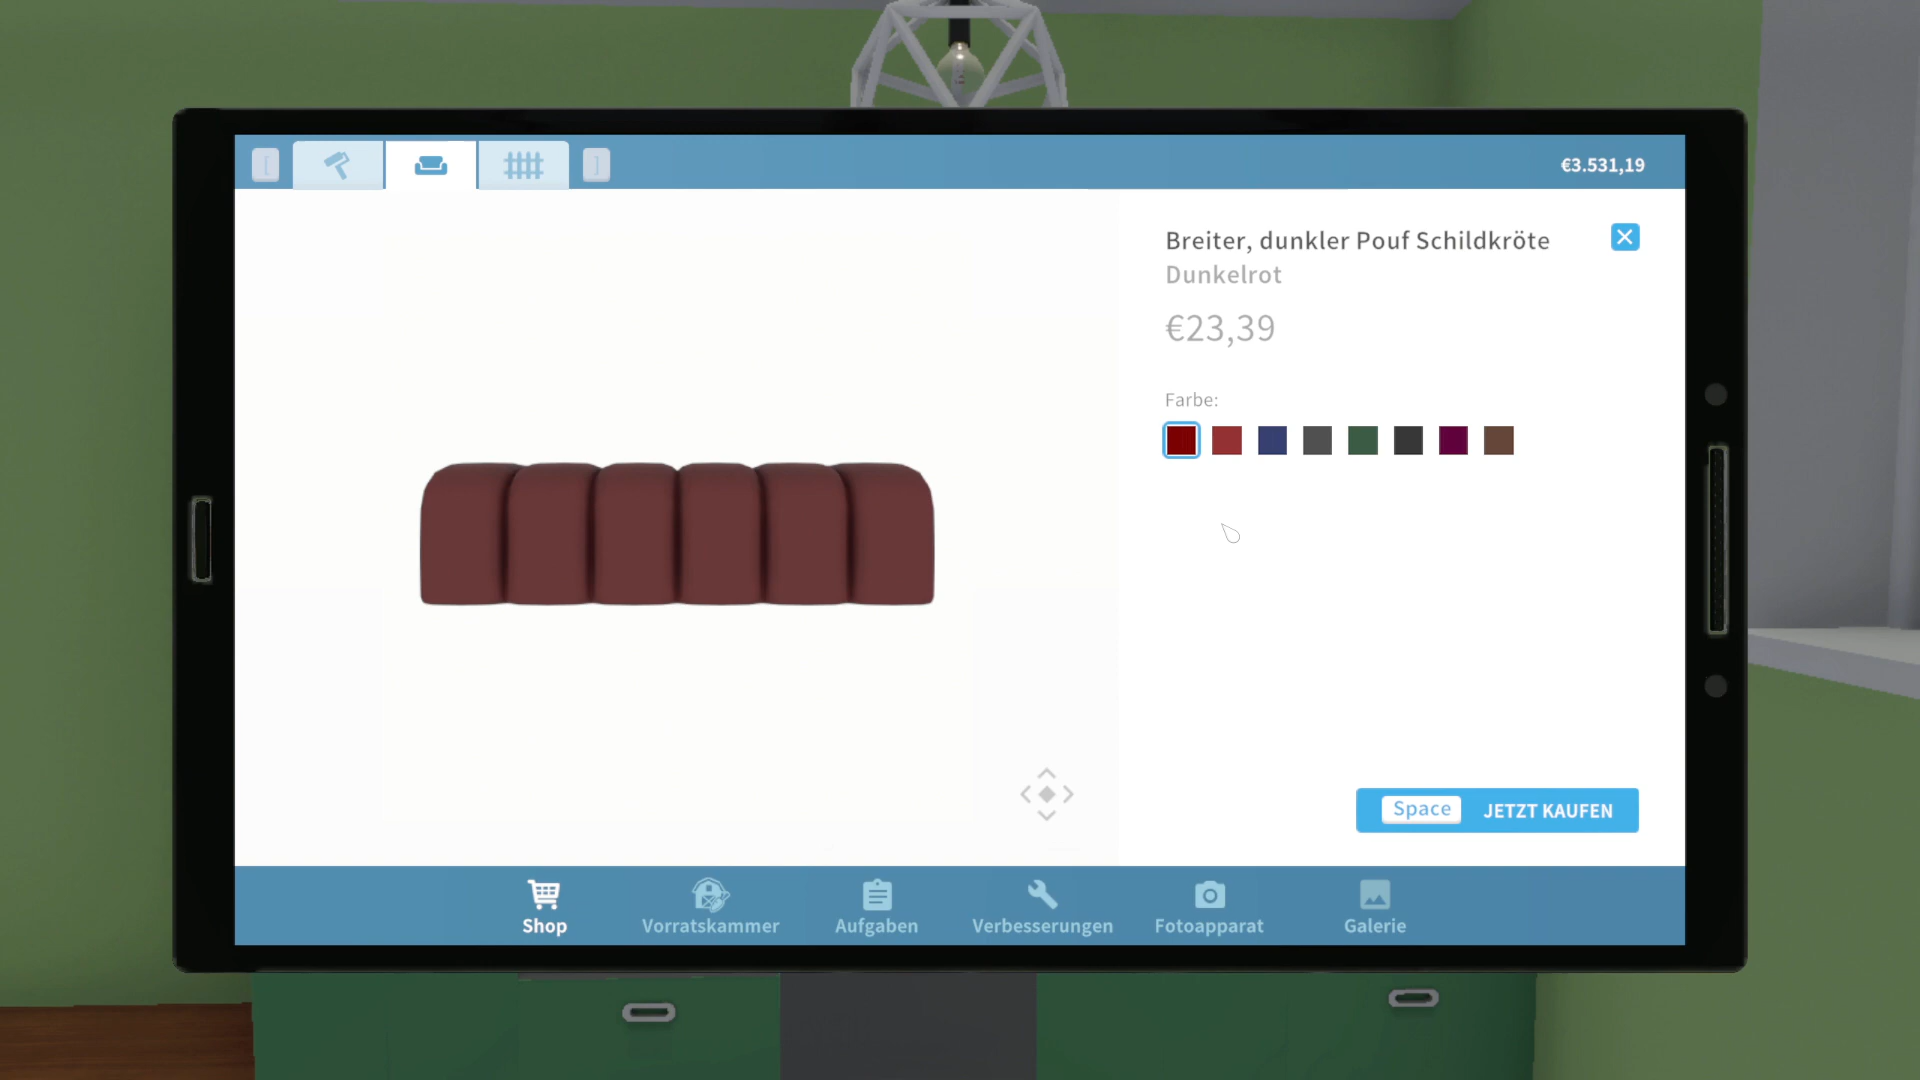 [
]
€3.531,19
Breiter, dunkler Pouf Schildkröte
Dunkelrot
€23,39
Farbe:
Space JETZT KAUFEN
Shop Vorratskammer Aufgaben Verbesserungen Fotoapparat Galerie